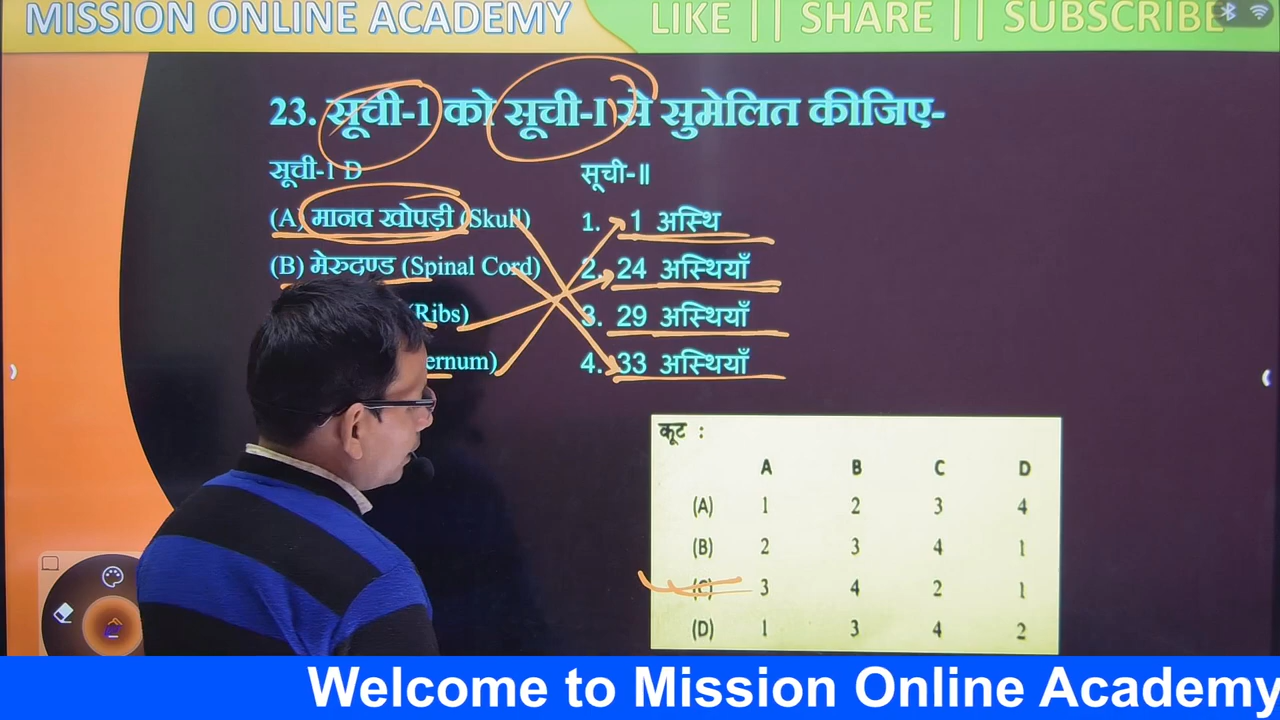 MISSION ONLINE ACADEMY
LIKE || SHARE || SUBSCRIBE
23. सूची-1 को सूची-I से सुमेलित कीजिए-
सूची-1 D सूची-॥
(A) मानव खोपड़ी (Skull) 1. 1 अस्थि
(B) मेरुदण्ड (Spinal Cord) 2. 24 अस्थियाँ
(Ribs) 3. 29 अस्थियाँ
ernum) 4. 33 अस्थियाँ
कूट :
A B C D
(A) 1 2 3 4
(B) 2 3 4 1
(C) 3 4 2 1
(D) 1 3 4 2
Welcome to Mission Online Academy